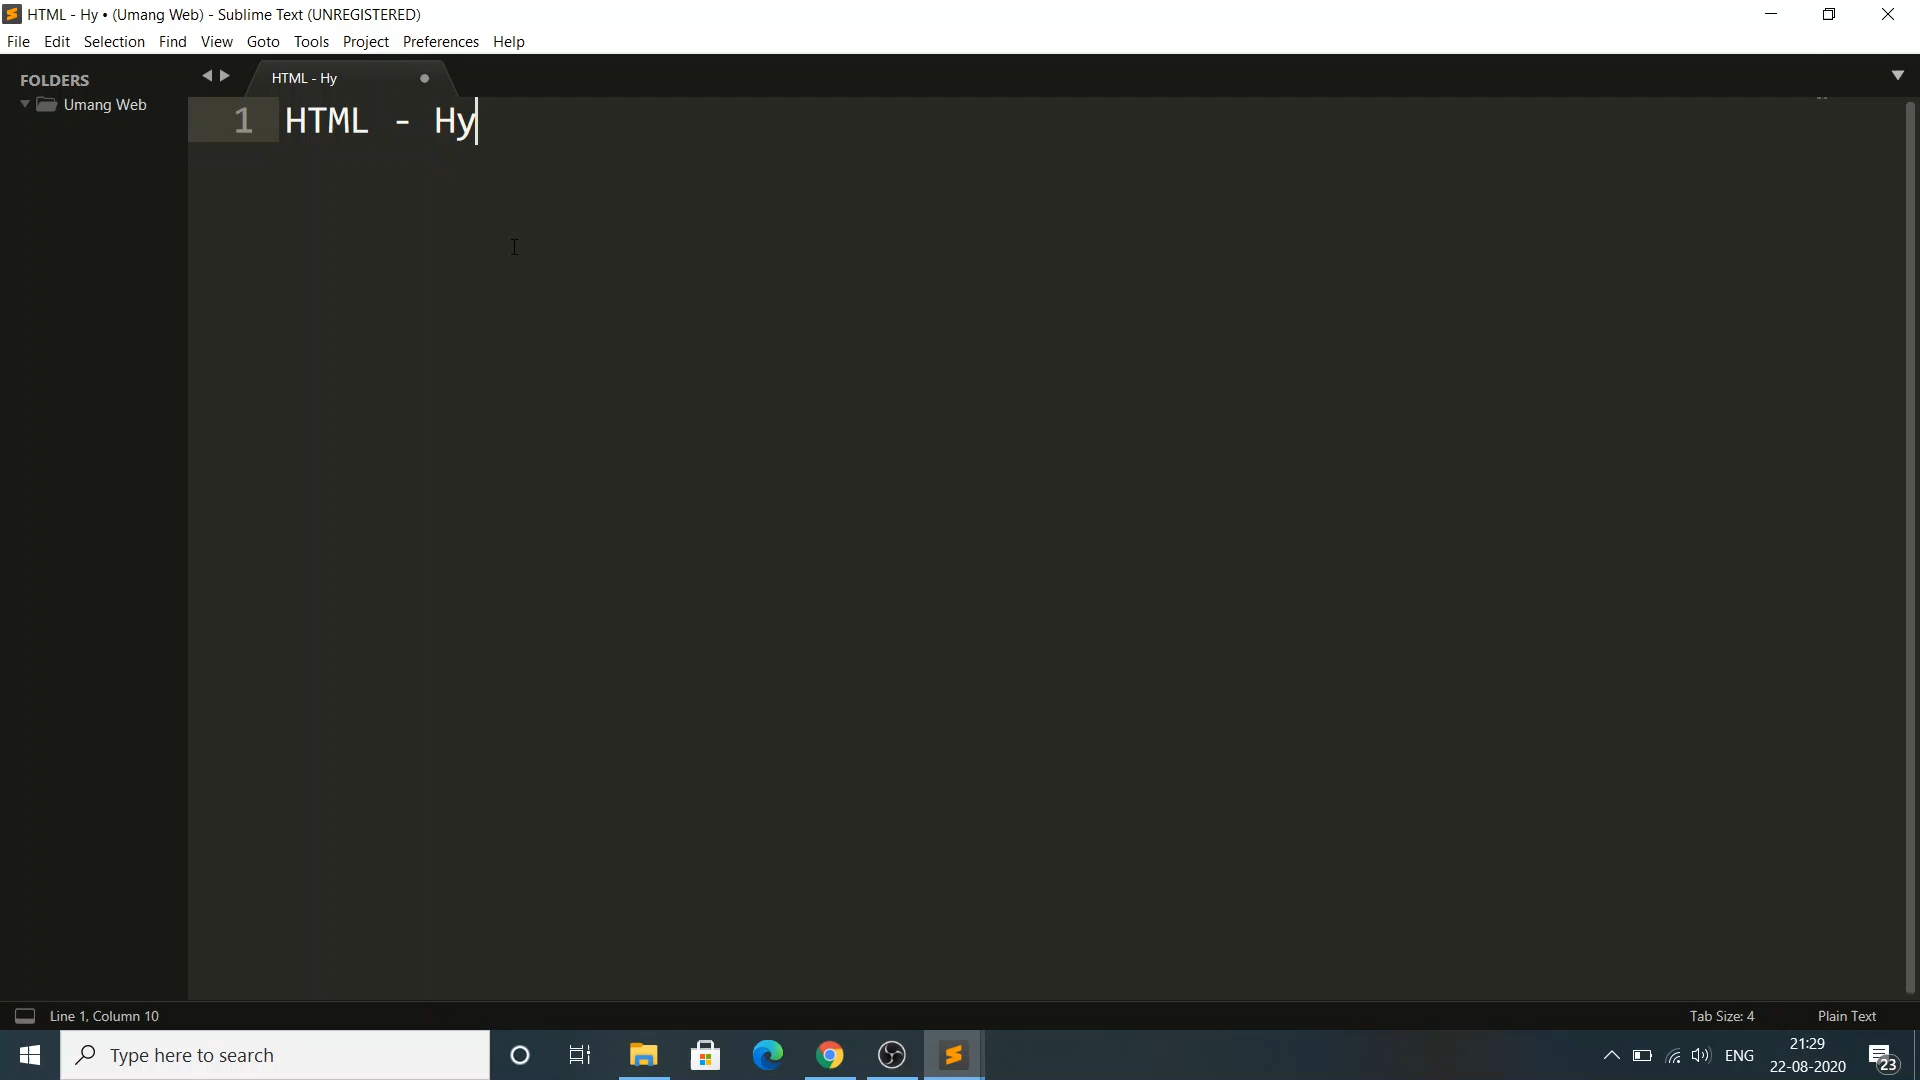 HTML - Hy • (Umang Web) - Sublime Text (UNREGISTERED)
File Edit Selection Find View Goto Tools Project Preferences Help
FOLDERS
Umang Web
HTML - Hy
1 HTML - Hy
Line 1, Column 10
Tab Size: 4
Plain Text
Type here to search
ENG
21:29
22-08-2020
23